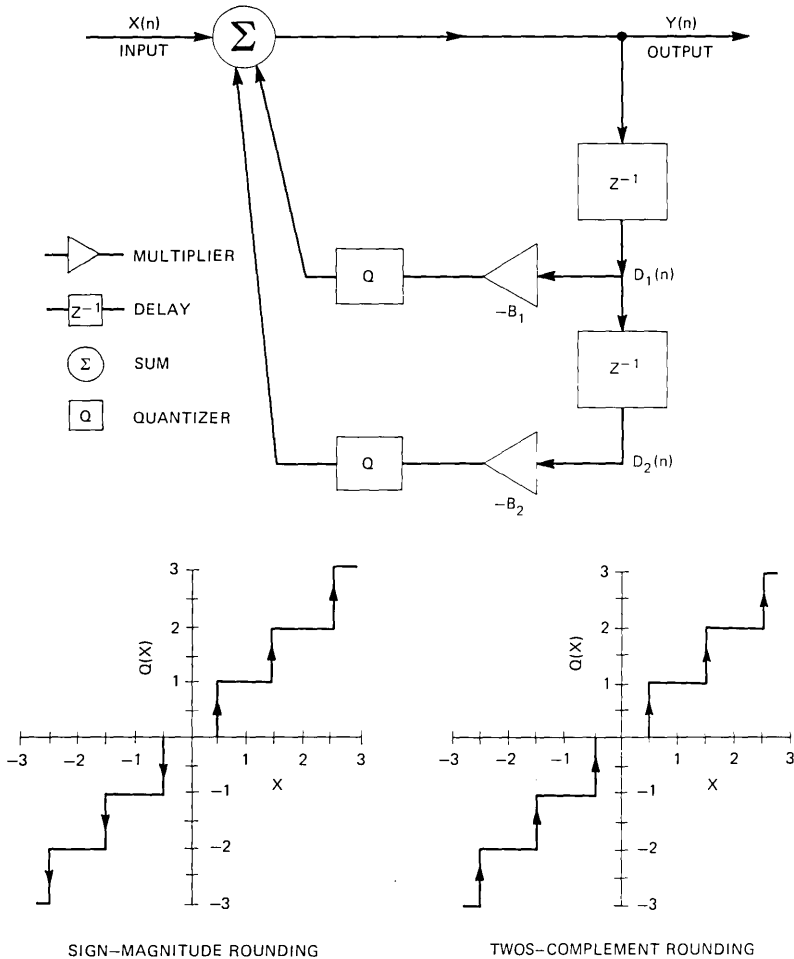 X(n)
INPUT
Σ
Y(n)
OUTPUT
Z⁻¹
MULTIPLIER
Q
D₁(n)
−B₁
Z⁻¹ DELAY
Z⁻¹
Σ SUM
Q QUANTIZER
Q
D₂(n)
−B₂
3
2
1
Q(X)
−3 −2 −1 1 2 3
X
−1
−2
−3
SIGN–MAGNITUDE ROUNDING
3
2
1
Q(X)
−3 −2 −1 1 2 3
X
−1
−2
−3
TWOS–COMPLEMENT ROUNDING